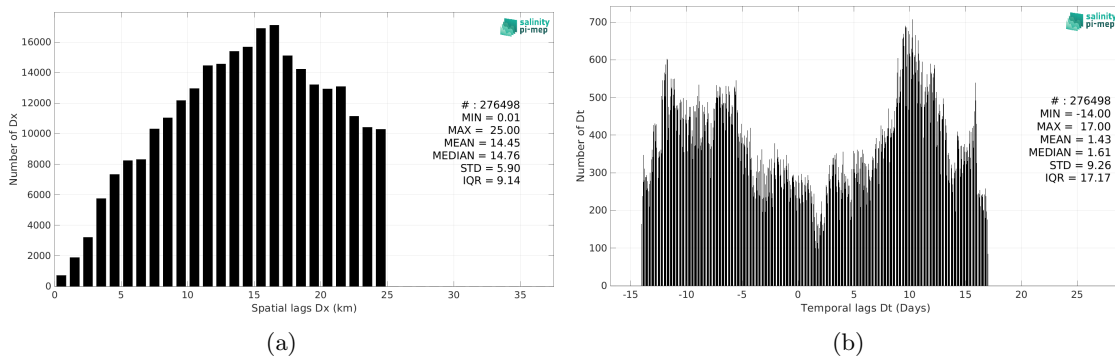 salinity
pi-mep
16000
14000
12000
10000
8000
6000
4000
2000
0
Number of Dx
# : 276498
MIN = 0.01
MAX = 25.00
MEAN = 14.45
MEDIAN = 14.76
STD = 5.90
IQR = 9.14
0 5 10 15 20 25 30 35
Spatial lags Dx (km)
(a)
salinity
pi-mep
700
600
500
400
300
200
100
0
Number of Dt
# : 276498
MIN = -14.00
MAX = 17.00
MEAN = 1.43
MEDIAN = 1.61
STD = 9.26
IQR = 17.17
-15 -10 -5 0 5 10 15 20 25
Temporal lags Dt (Days)
(b)